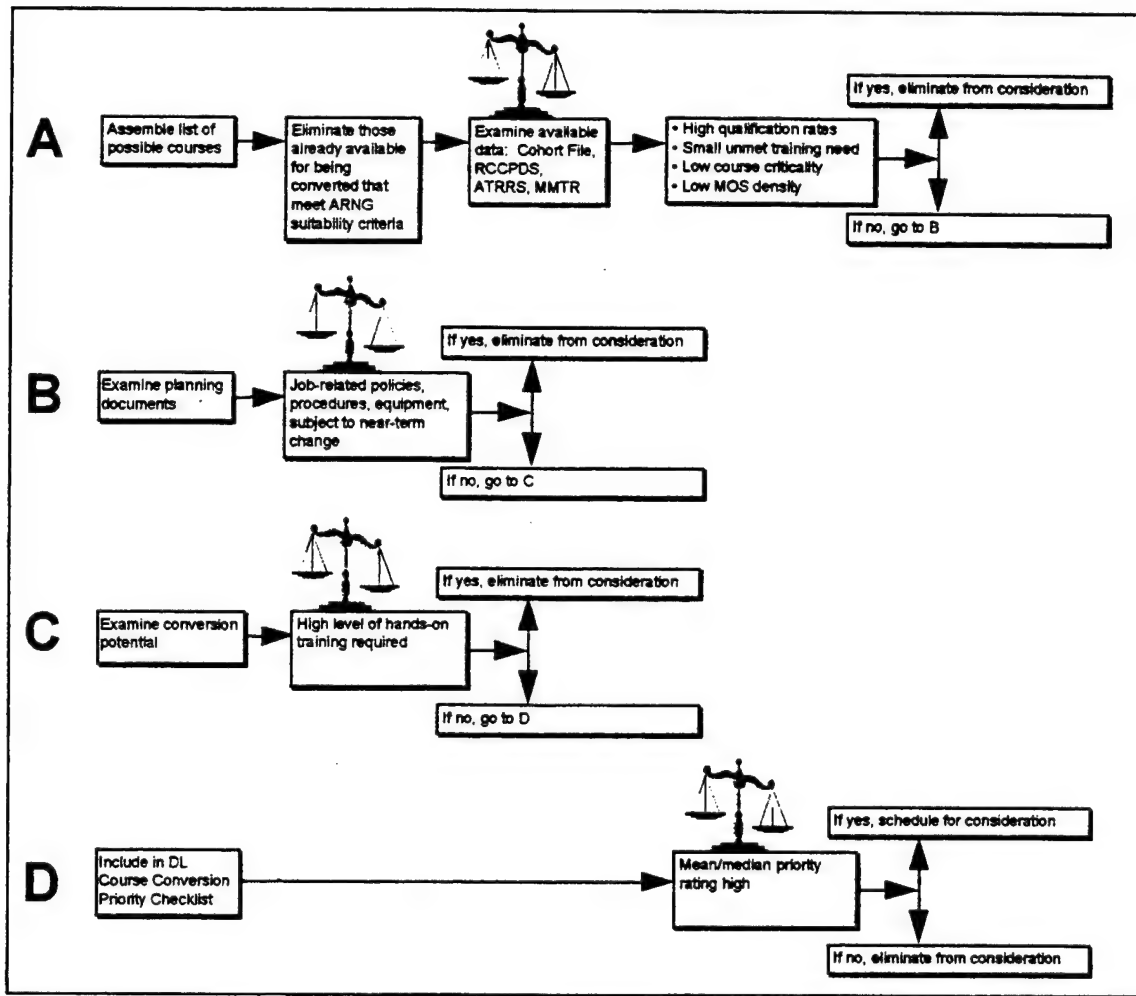 A
Assemble list of
possible courses
Eliminate those
already available
for being
converted that
meet ARNG
suitability criteria
Examine available
data: Cohort File,
RCCPDS,
ATRRS, MMTR
• High qualification rates
• Small unmet training need
• Low course criticality
• Low MOS density
If yes, eliminate from consideration
If no, go to B
B
Examine planning
documents
Job-related policies,
procedures, equipment,
subject to near-term
change
If yes, eliminate from consideration
If no, go to C
C
Examine conversion
potential
High level of hands-on
training required
If yes, eliminate from consideration
If no, go to D
D
Include in DL
Course Conversion
Priority Checklist
Mean/median priority
rating high
If yes, schedule for consideration
If no, eliminate from consideration